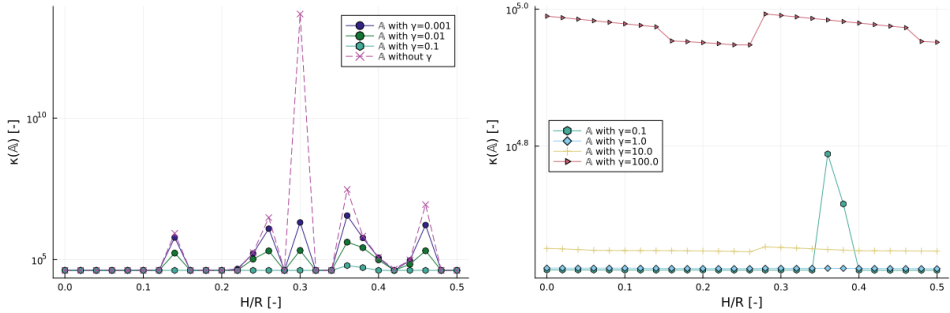 𝔸 with γ=0.001
𝔸 with γ=0.01
𝔸 with γ=0.1
𝔸 without γ
10^10
10^5
κ(𝔸) [-]
0.0 0.1 0.2 0.3 0.4 0.5
H/R [-]
10^5.0
10^4.8
κ(𝔸) [-]
𝔸 with γ=0.1
𝔸 with γ=1.0
𝔸 with γ=10.0
𝔸 with γ=100.0
0.0 0.1 0.2 0.3 0.4 0.5
H/R [-]